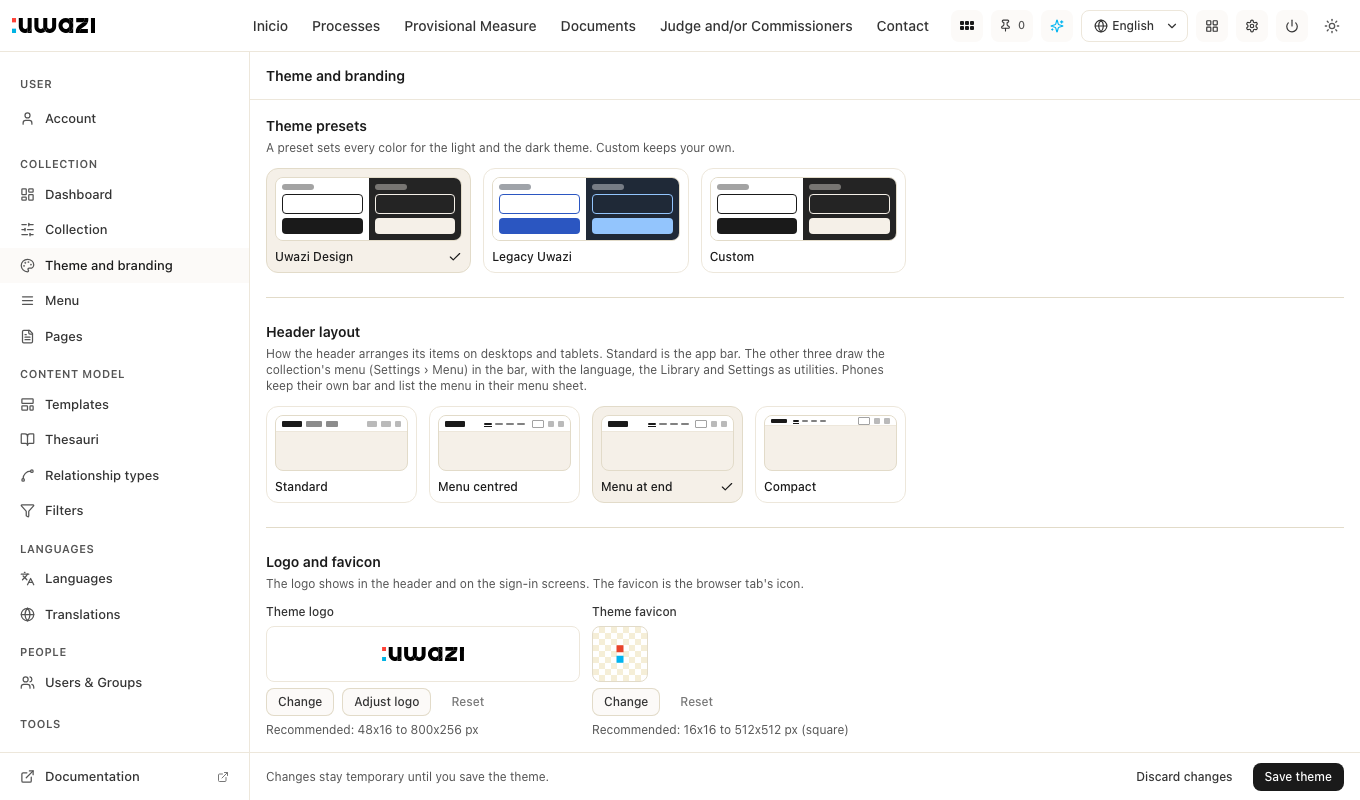 uwazi
Inicio
Processes
Provisional Measure
Documents
Judge and/or Commissioners
Contact
0
English
USER
Account
COLLECTION
Dashboard
Collection
Theme and branding
Menu
Pages
CONTENT MODEL
Templates
Thesauri
Relationship types
Filters
LANGUAGES
Languages
Translations
PEOPLE
Users & Groups
TOOLS
Documentation
Theme and branding
Theme presets
A preset sets every color for the light and the dark theme. Custom keeps your own.
Uwazi Design
Legacy Uwazi
Custom
Header layout
How the header arranges its items on desktops and tablets. Standard is the app bar. The other three draw the
collection's menu (Settings › Menu) in the bar, with the language, the Library and Settings as utilities. Phones
keep their own bar and list the menu in their menu sheet.
Standard
Menu centred
Menu at end
Compact
Logo and favicon
The logo shows in the header and on the sign-in screens. The favicon is the browser tab's icon.
Theme logo
Theme favicon
uwazi
Change
Adjust logo
Reset
Change
Reset
Recommended: 48x16 to 800x256 px
Recommended: 16x16 to 512x512 px (square)
Changes stay temporary until you save the theme.
Discard changes
Save theme